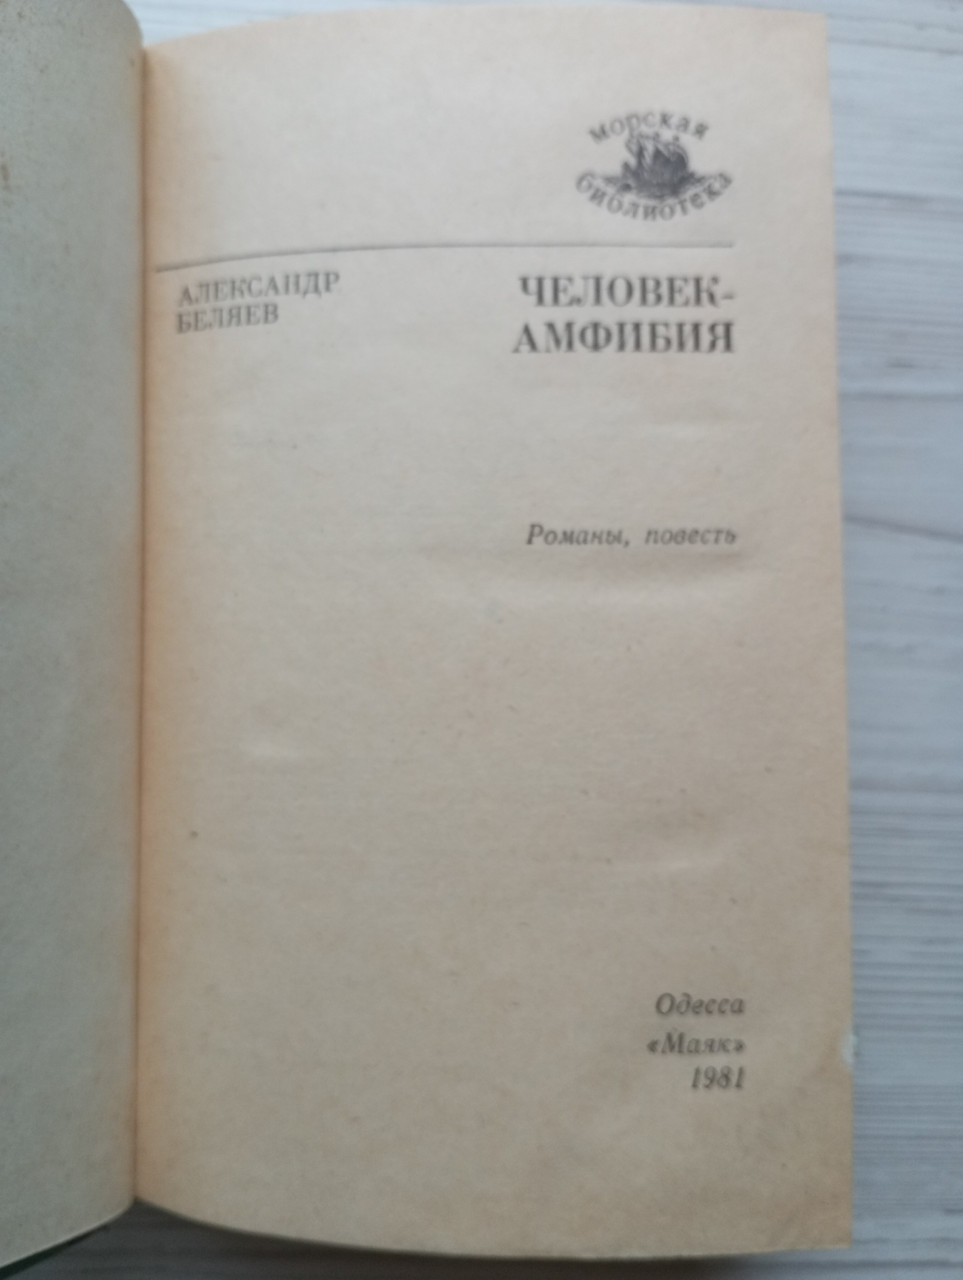 морская
библиотека
АЛЕКСАНДР
БЕЛЯЕВ
ЧЕЛОВЕК-
АМФИБИЯ
Романы, повесть
Одесса
«Маяк»
1981